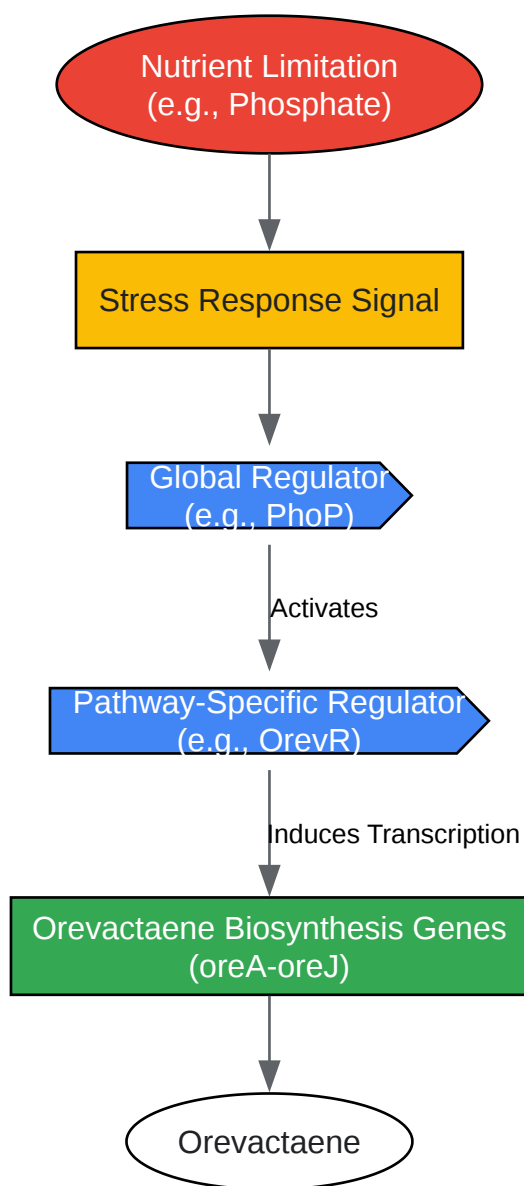 Nutrient Limitation
(e.g., Phosphate)
Stress Response Signal
Global Regulator
(e.g., PhoP)
Activates
Pathway-Specific Regulator
(e.g., OrevR)
Induces Transcription
Orevactaene Biosynthesis Genes
(oreA-oreJ)
Orevactaene